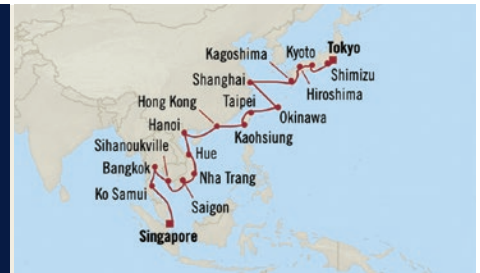 Kagoshima Kyoto Tokyo
Shanghai Shimizu
Hiroshima
Hong Kong Taipei
Okinawa
Hanoi
Kaohsiung
Sihanoukville
Hue
Bangkok
Nha Trang
Ko Samui
Saigon
Singapore